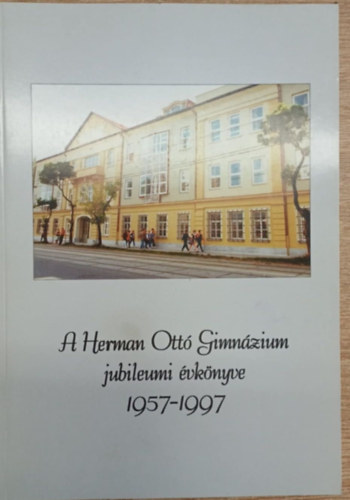 A Herman Ottó Gimnázium
jubileumi évkönyve
1957-1997